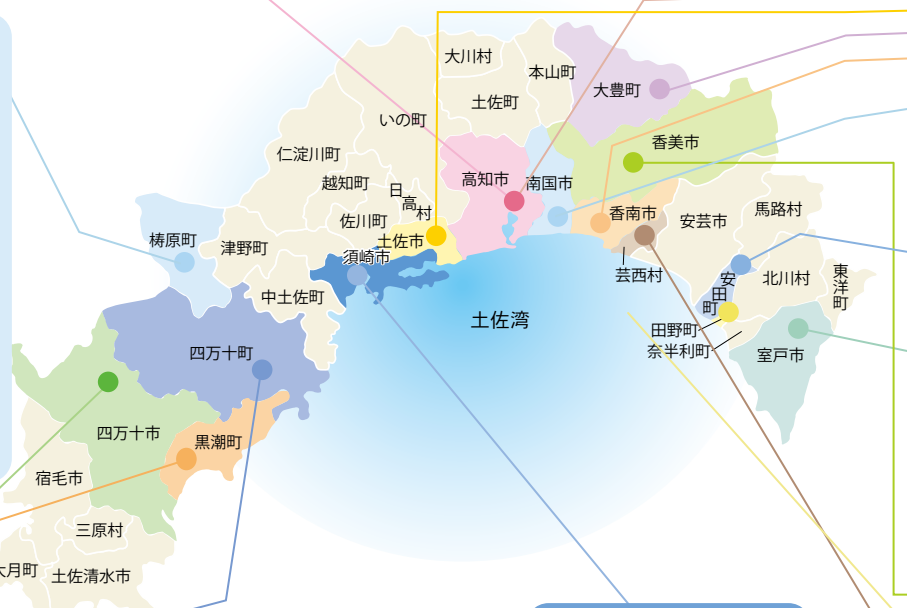 大川村
本山町
大豊町
土佐町
いの町
香美市
仁淀川町
高知市
南国市
越知町
日高村
佐川町
香南市
馬路村
安芸市
土佐市
梼原町
津野町
須崎市
芸西村
安田町
北川村
東洋町
中土佐町
土佐湾
田野町
奈半利町
四万十町
室戸市
四万十市
黒潮町
宿毛市
三原村
大月町
土佐清水市